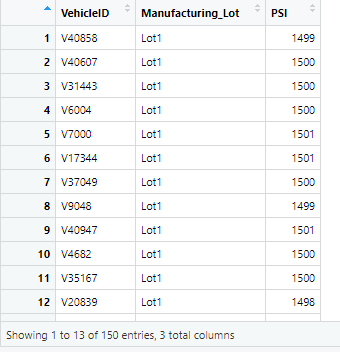 VehicleID Manufacturing_Lot PSI
1 V40858 Lot1 1499
2 V40607 Lot1 1500
3 V31443 Lot1 1500
4 V6004 Lot1 1500
5 V7000 Lot1 1501
6 V17344 Lot1 1501
7 V37049 Lot1 1500
8 V9048 Lot1 1499
9 V40947 Lot1 1501
10 V4682 Lot1 1500
11 V35167 Lot1 1500
12 V20839 Lot1 1498
Showing 1 to 13 of 150 entries, 3 total columns